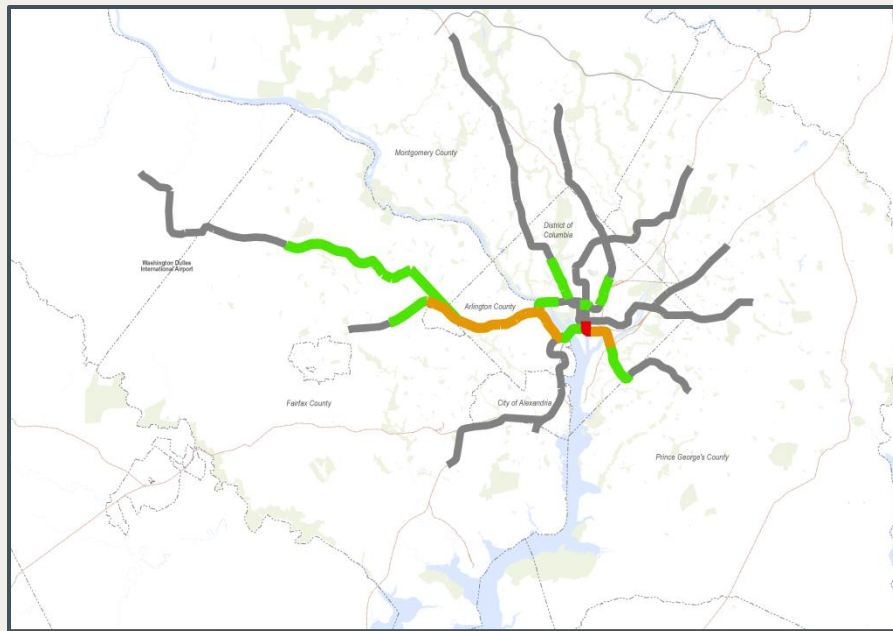 Montgomery County
District of
Columbia
Washington Dulles
International Airport
Arlington County
Fairfax County
City of Alexandria
Prince George's County